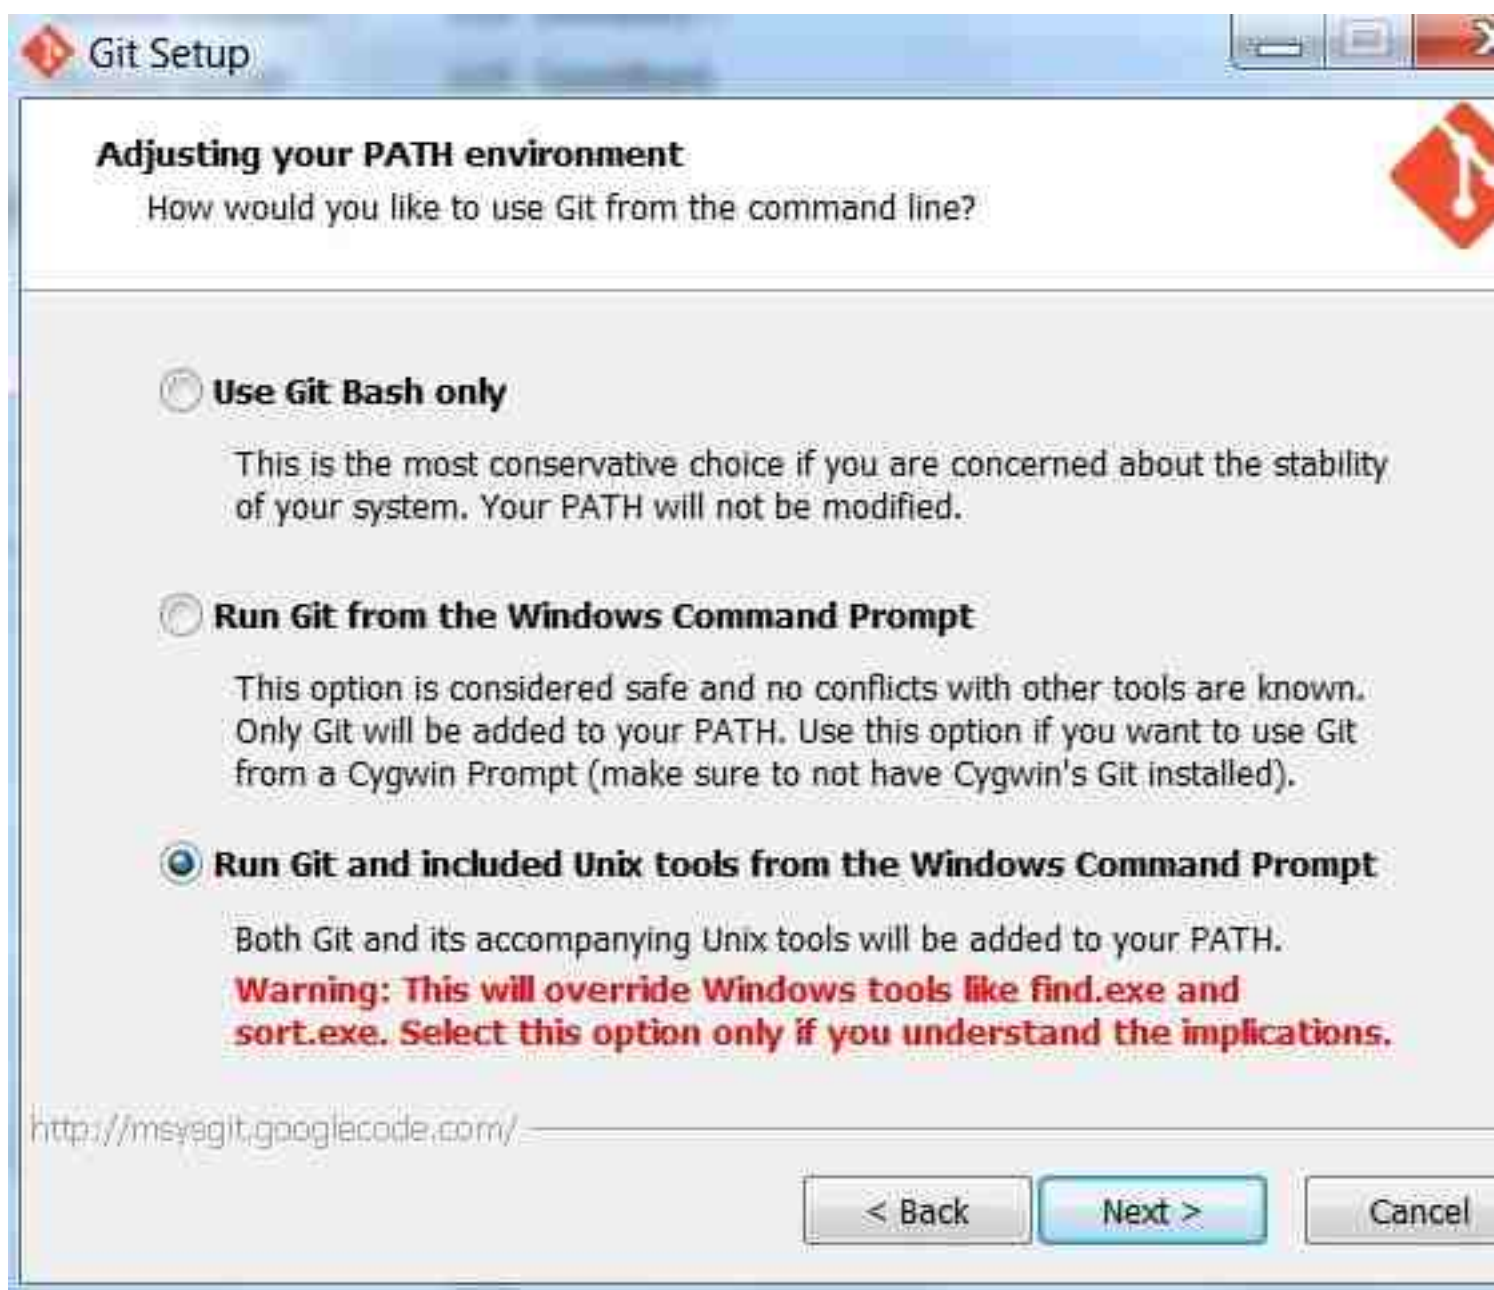 Git Setup
Adjusting your PATH environment
How would you like to use Git from the command line?
Use Git Bash only
This is the most conservative choice if you are concerned about the stability
of your system. Your PATH will not be modified.
Run Git from the Windows Command Prompt
This option is considered safe and no conflicts with other tools are known.
Only Git will be added to your PATH. Use this option if you want to use Git
from a Cygwin Prompt (make sure to not have Cygwin's Git installed).
Run Git and included Unix tools from the Windows Command Prompt
Both Git and its accompanying Unix tools will be added to your PATH.
Warning: This will override Windows tools like find.exe and
sort.exe. Select this option only if you understand the implications.
http://msysgit.googlecode.com/
< Back Next > Cancel